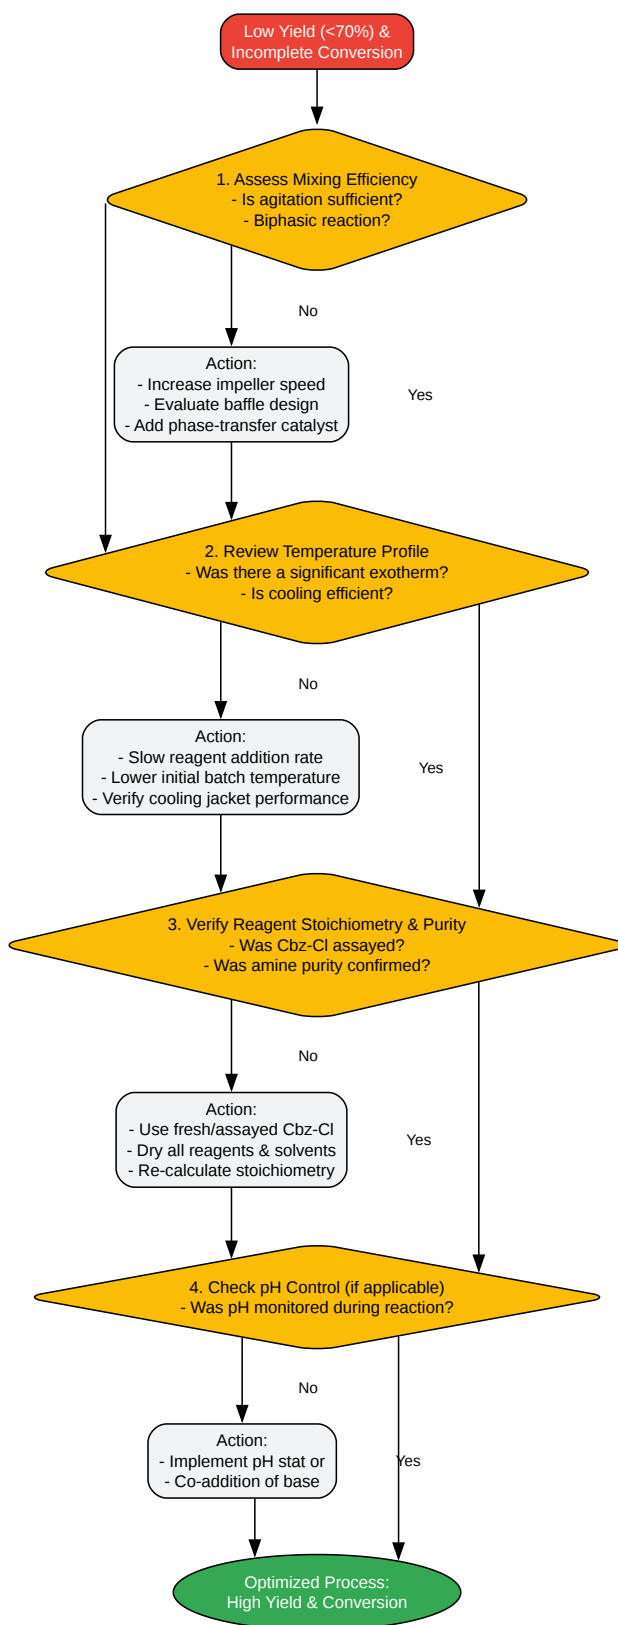 Low Yield (<70%) &
Incomplete Conversion
1. Assess Mixing Efficiency
- Is agitation sufficient?
- Biphasic reaction?
No
Action:
- Increase impeller speed
- Evaluate baffle design
- Add phase-transfer catalyst
Yes
2. Review Temperature Profile
- Was there a significant exotherm?
- Is cooling efficient?
No
Action:
- Slow reagent addition rate
- Lower initial batch temperature
- Verify cooling jacket performance
Yes
3. Verify Reagent Stoichiometry & Purity
- Was Cbz-Cl assayed?
- Was amine purity confirmed?
No
Action:
- Use fresh/assayed Cbz-Cl
- Dry all reagents & solvents
- Re-calculate stoichiometry
Yes
4. Check pH Control (if applicable)
- Was pH monitored during reaction?
No
Action:
- Implement pH stat or
- Co-addition of base
Yes
Optimized Process:
High Yield & Conversion